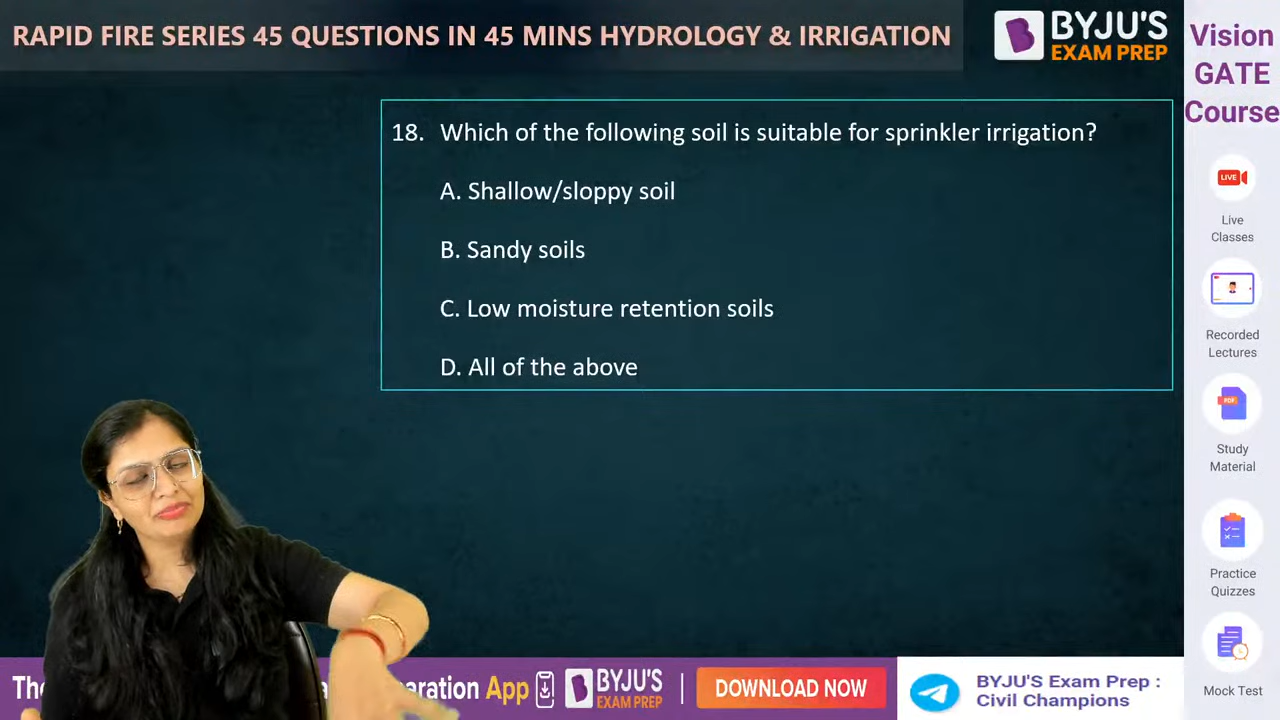 RAPID FIRE SERIES 45 QUESTIONS IN 45 MINS HYDROLOGY & IRRIGATION
BYJU'S
EXAM PREP
Vision
GATE
Course
18. Which of the following soil is suitable for sprinkler irrigation?
A. Shallow/sloppy soil
B. Sandy soils
C. Low moisture retention soils
D. All of the above
LIVE
Live
Classes
Recorded
Lectures
PDF
Study
Material
Practice
Quizzes
Mock Test
App
BYJU'S
EXAM PREP
DOWNLOAD NOW
BYJU'S Exam Prep :
Civil Champions